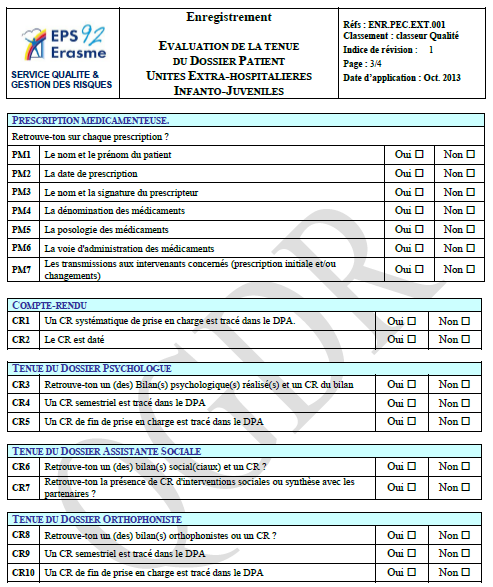 EPS 92
Erasme
SERVICE QUALITE &
GESTION DES RISQUES
Enregistrement
EVALUATION DE LA TENUE
DU DOSSIER PATIENT
UNITES EXTRA-HOSPITALIERES
INFANTO-JUVENILES
Réfs : ENR.PEC.EXT.001
Classement : classeur Qualité
Indice de révision : 1
Page : 3/4
Date d'application : Oct. 2013
PRESCRIPTION MEDICAMENTEUSE.
Retrouve-ton sur chaque prescription ?
PM1 Le nom et le prénom du patient Oui ☐ Non ☐
PM2 La date de prescription Oui ☐ Non ☐
PM3 Le nom et la signature du prescripteur Oui ☐ Non ☐
PM4 La dénomination des médicaments Oui ☐ Non ☐
PM5 La posologie des médicaments Oui ☐ Non ☐
PM6 La voie d'administration des médicaments Oui ☐ Non ☐
PM7 Les transmissions aux intervenants concernés (prescription initiale et/ou
changements) Oui ☐ Non ☐
COMPTE-RENDU
CR1 Un CR systématique de prise en charge est tracé dans le DPA. Oui ☐ Non ☐
CR2 Le CR est daté Oui ☐ Non ☐
TENUE DU DOSSIER PSYCHOLOGUE
CR3 Retrouve-ton un (des) Bilan(s) psychologique(s) réalisé(s) et un CR du bilan Oui ☐ Non ☐
CR4 Un CR semestriel est tracé dans le DPA Oui ☐ Non ☐
CR5 Un CR de fin de prise en charge est tracé dans le DPA Oui ☐ Non ☐
TENUE DU DOSSIER ASSISTANTE SOCIALE
CR6 Retrouve-ton un (des) bilan(s) social(ciaux) et un CR ? Oui ☐ Non ☐
CR7 Retrouve-ton la présence de CR d'interventions sociales ou synthèse avec les
partenaires ? Oui ☐ Non ☐
TENUE DU DOSSIER ORTHOPHONISTE
CR8 Retrouve-ton un (des) bilan(s) orthophonistes ou un CR ? Oui ☐ Non ☐
CR9 Un CR semestriel est tracé dans le DPA Oui ☐ Non ☐
CR10 Un CR de fin de prise en charge est tracé dans le DPA Oui ☐ Non ☐
QGDR